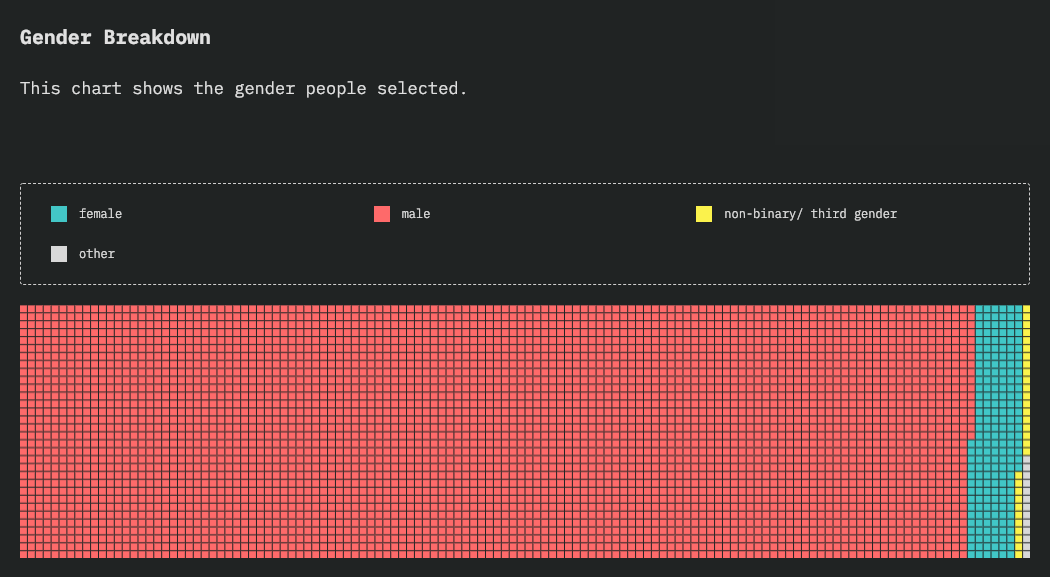 Gender Breakdown
This chart shows the gender people selected.
female
male
non-binary/ third gender
other